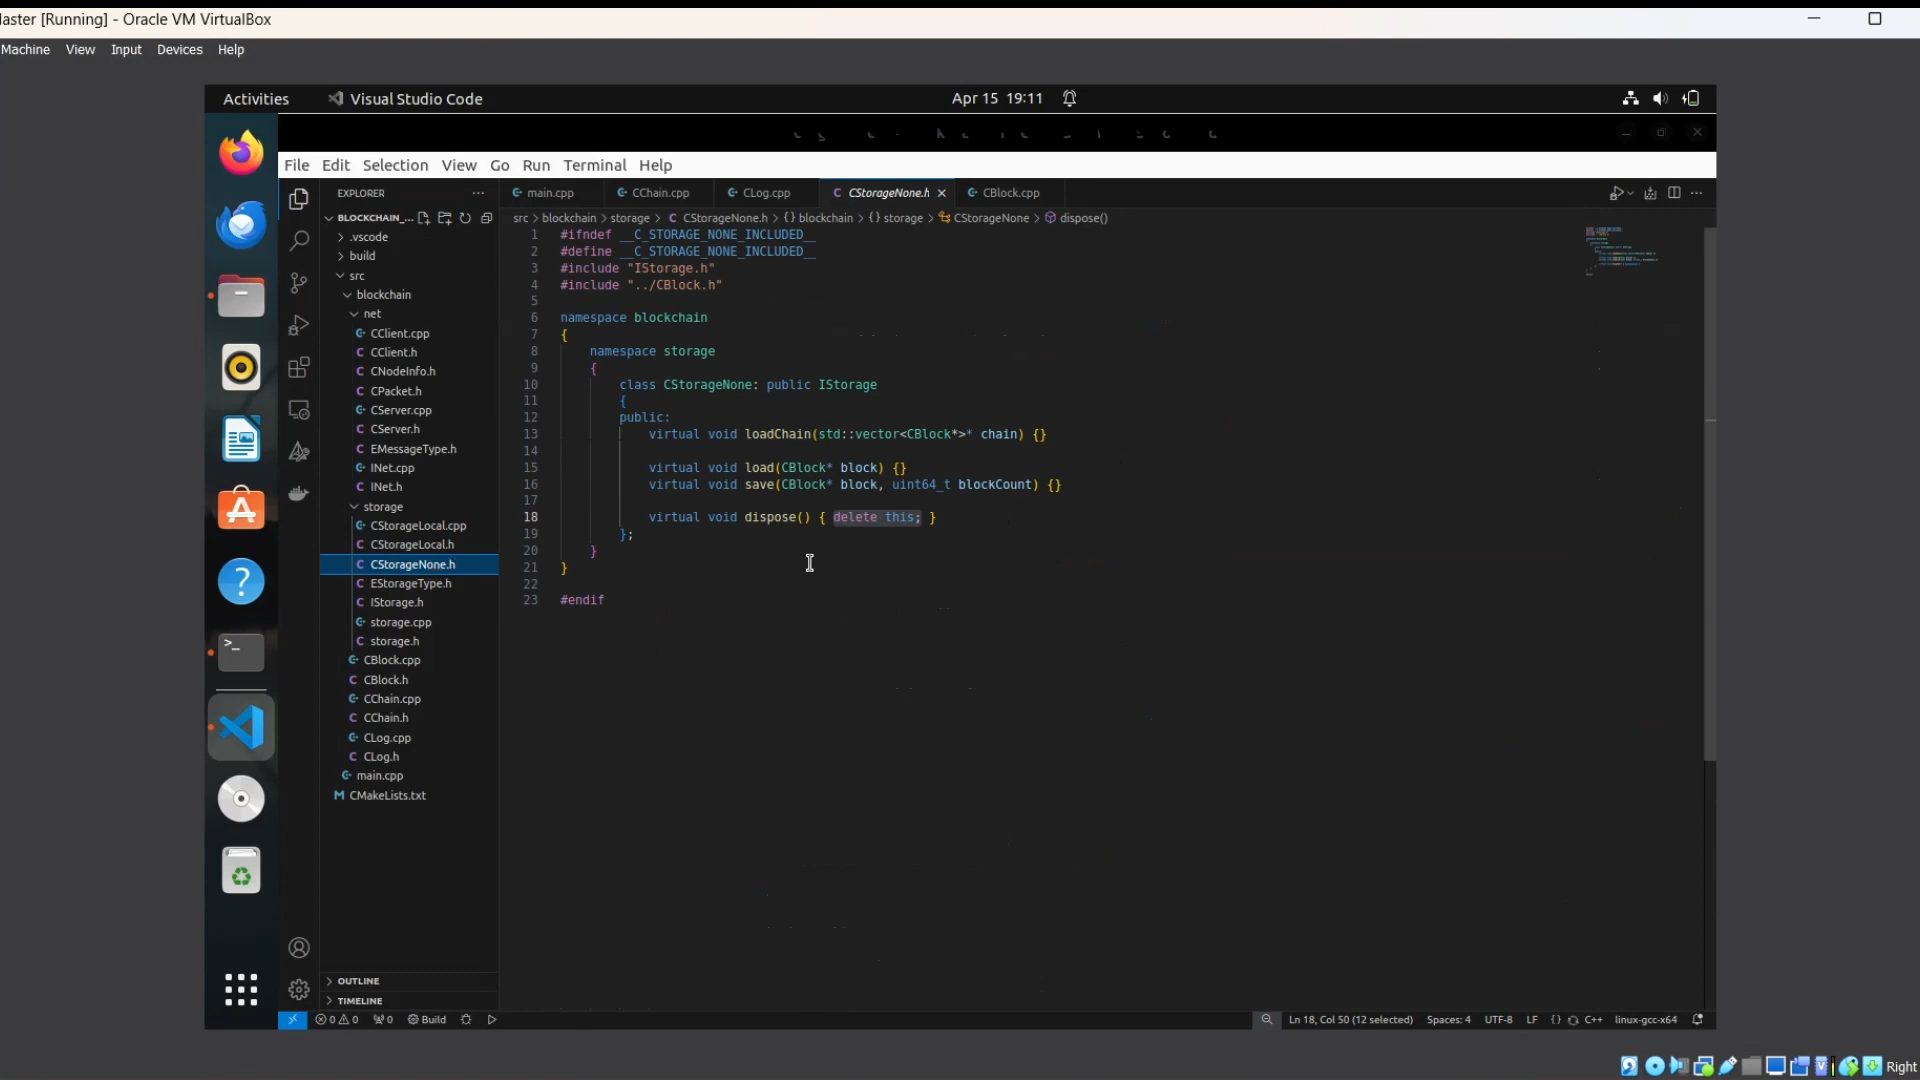 laster [Running] - Oracle VM VirtualBox
Machine View Input Devices Help
Activities Visual Studio Code Apr 15 19:11
File Edit Selection View Go Run Terminal Help
EXPLORER ···
main.cpp CChain.cpp CLog.cpp CStorageNone.h CBlock.cpp
BLOCKCHAIN_...
src > blockchain > storage > C CStorageNone.h > {} blockchain > {} storage > CStorageNone > dispose()
> .vscode
> build
src
blockchain
net
CClient.cpp
C CClient.h
C CNodeInfo.h
C CPacket.h
CServer.cpp
C CServer.h
C EMessageType.h
INet.cpp
C INet.h
storage
CStorageLocal.cpp
C CStorageLocal.h
C CStorageNone.h
C EStorageType.h
C IStorage.h
storage.cpp
C storage.h
CBlock.cpp
C CBlock.h
CChain.cpp
C CChain.h
CLog.cpp
C CLog.h
main.cpp
M CMakeLists.txt
> OUTLINE
> TIMELINE
1 #ifndef __C_STORAGE_NONE_INCLUDED__
2 #define __C_STORAGE_NONE_INCLUDED__
3 #include "IStorage.h"
4 #include "../CBlock.h"
5
6 namespace blockchain
7 {
8 namespace storage
9 {
10 class CStorageNone: public IStorage
11 {
12 public:
13 virtual void loadChain(std::vector<CBlock*>* chain) {}
14
15 virtual void load(CBlock* block) {}
16 virtual void save(CBlock* block, uint64_t blockCount) {}
17
18 virtual void dispose() { delete this; }
19 };
20 }
21 }
22
23 #endif
0 0 0 Build Ln 18, Col 50 (12 selected) Spaces: 4 UTF-8 LF {} C++ linux-gcc-x64
Right